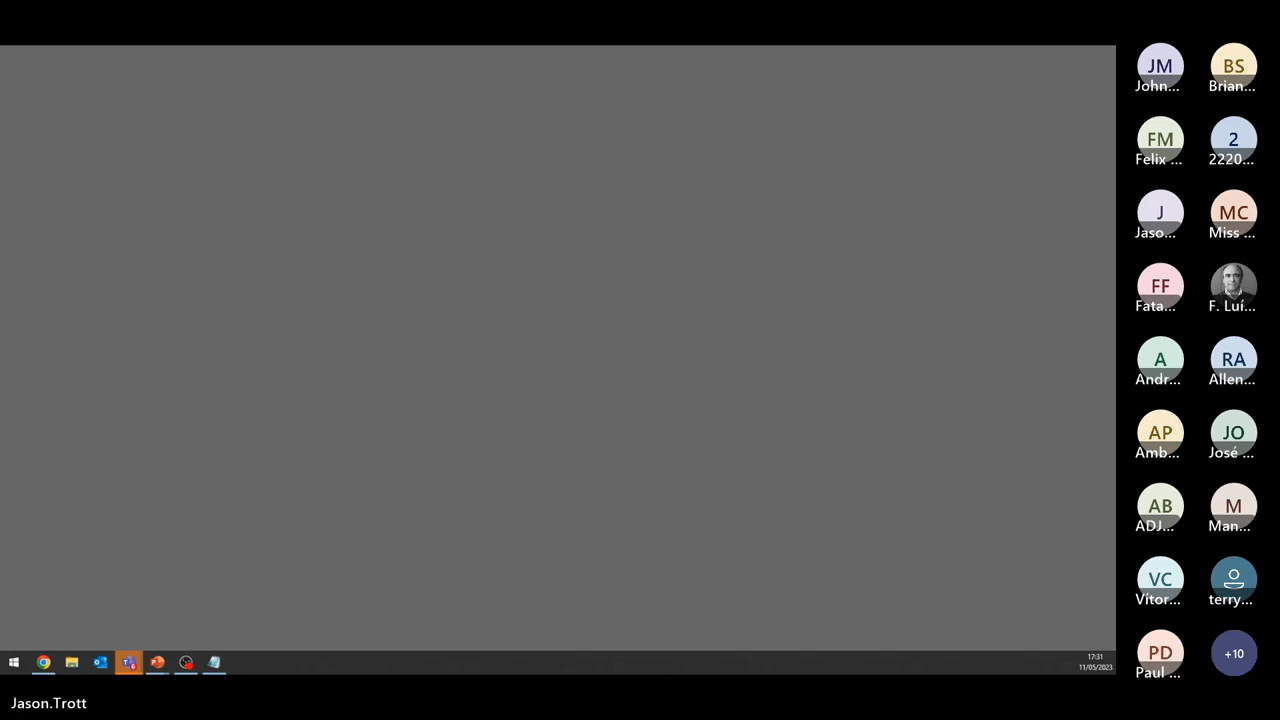 JM
John...
BS
Brian...
FM
Felix ...
2
2220...
J
Jaso...
MC
Miss ...
FF
Fata...
F. Luí...
A
Andr...
RA
Allen...
AP
Amb...
JO
José ...
AB
ADJ...
M
Man...
VC
Vítor...
terry...
PD
Paul ...
+10
17:31
11/05/2023
Jason.Trott